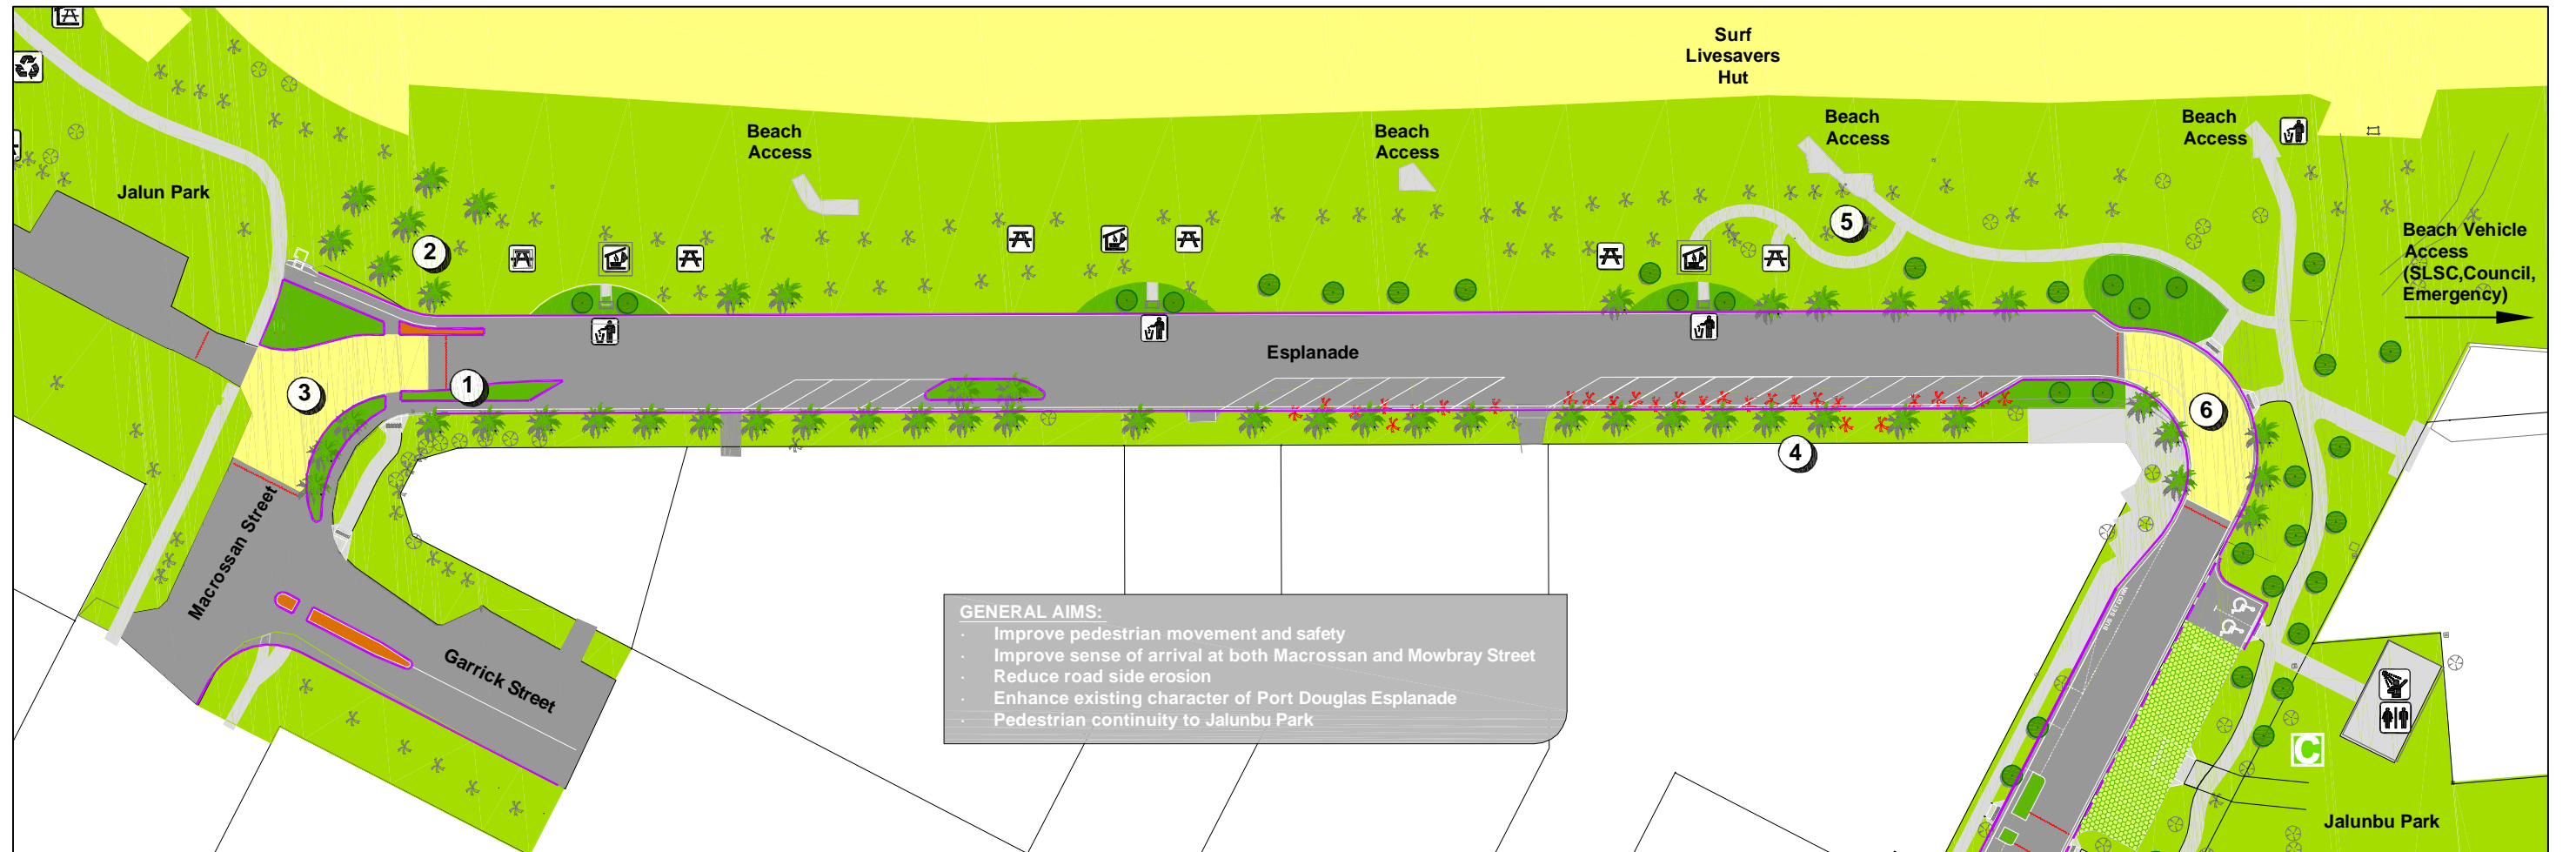 Surf
Livesavers
Hut
Beach
Access
Beach
Access
Beach
Access
Beach
Access
Jalun Park
Beach Vehicle
Access
(SLSC,Council,
Emergency)
2
5
Esplanade
1
3
6
4
Macrossan Street
Garrick Street
BUS SET DOWN
GENERAL AIMS:
· Improve pedestrian movement and safety
· Improve sense of arrival at both Macrossan and Mowbray Street
· Reduce road side erosion
· Enhance existing character of Port Douglas Esplanade
· Pedestrian continuity to Jalunbu Park
C
Jalunbu Park